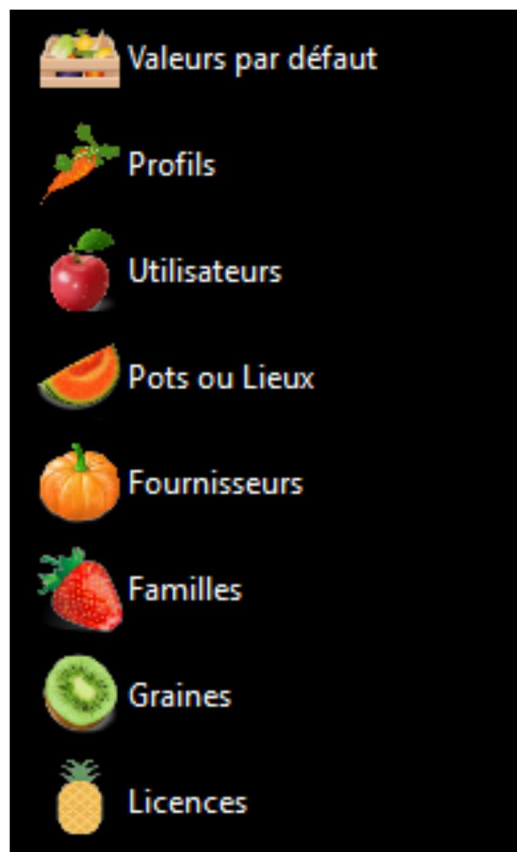 Valeurs par défaut
Profils
Utilisateurs
Pots ou Lieux
Fournisseurs
Familles
Graines
Licences